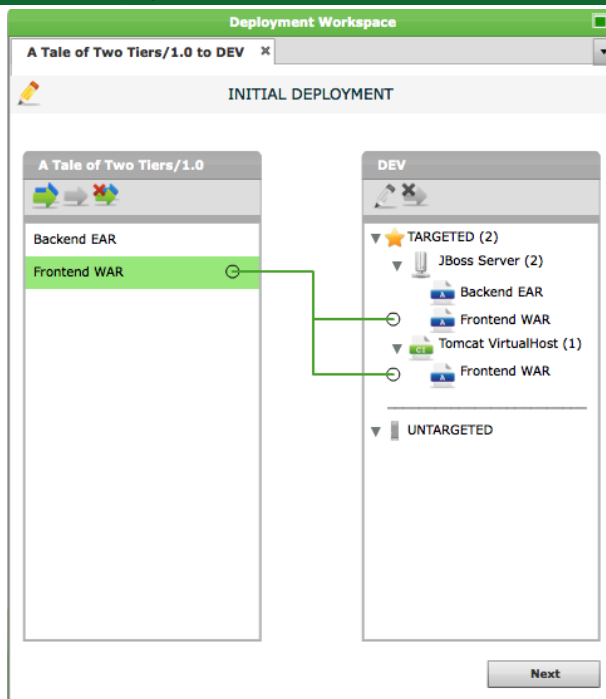 Deployment Workspace
A Tale of Two Tiers/1.0 to DEV
INITIAL DEPLOYMENT
A Tale of Two Tiers/1.0
Backend EAR
Frontend WAR
DEV
TARGETED (2)
JBoss Server (2)
Backend EAR
Frontend WAR
Tomcat VirtualHost (1)
Frontend WAR
UNTARGETED
Next